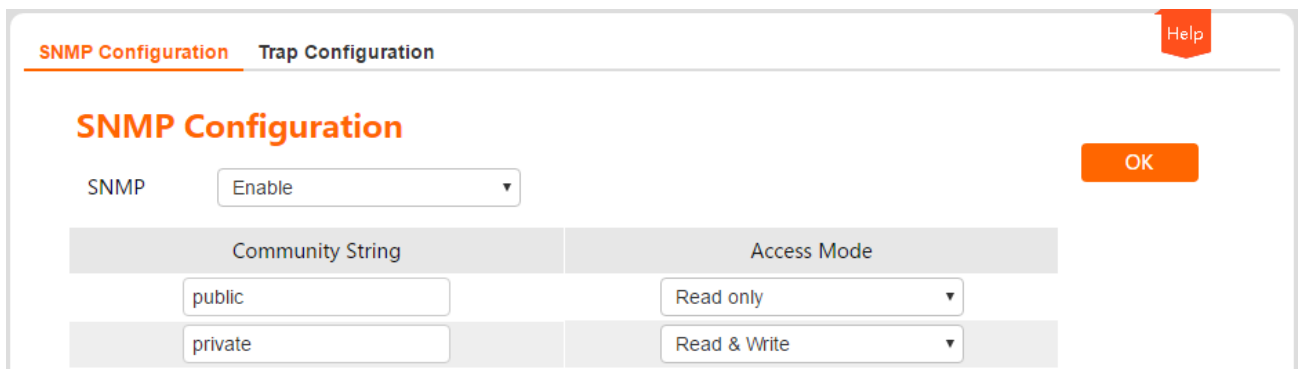 Help
SNMP Configuration Trap Configuration
SNMP Configuration
OK
SNMP Enable
Community String Access Mode
public Read only
private Read & Write